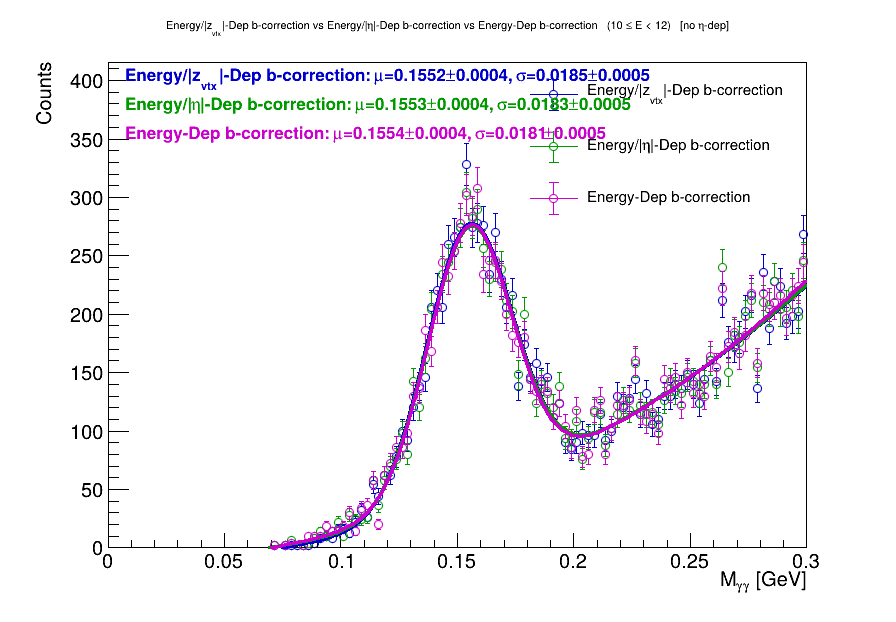 Energy/|z_vtx|-Dep b-correction vs Energy/|η|-Dep b-correction vs Energy-Dep b-correction (10 ≤ E < 12) [no η-dep]
Counts
Energy/|z_vtx|-Dep b-correction: μ=0.1552±0.0004, σ=0.0185±0.0005
Energy/|η|-Dep b-correction: μ=0.1553±0.0004, σ=0.0183±0.0005
Energy-Dep b-correction: μ=0.1554±0.0004, σ=0.0181±0.0005
Energy/|z_vtx|-Dep b-correction
Energy/|η|-Dep b-correction
Energy-Dep b-correction
400
350
300
250
200
150
100
50
0
0 0.05 0.1 0.15 0.2 0.25 0.3
M_γγ [GeV]